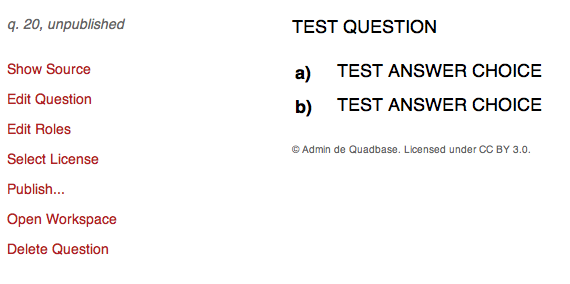 q. 20, unpublished
Show Source
Edit Question
Edit Roles
Select License
Publish...
Open Workspace
Delete Question
TEST QUESTION
a) TEST ANSWER CHOICE
b) TEST ANSWER CHOICE
© Admin de Quadbase. Licensed under CC BY 3.0.